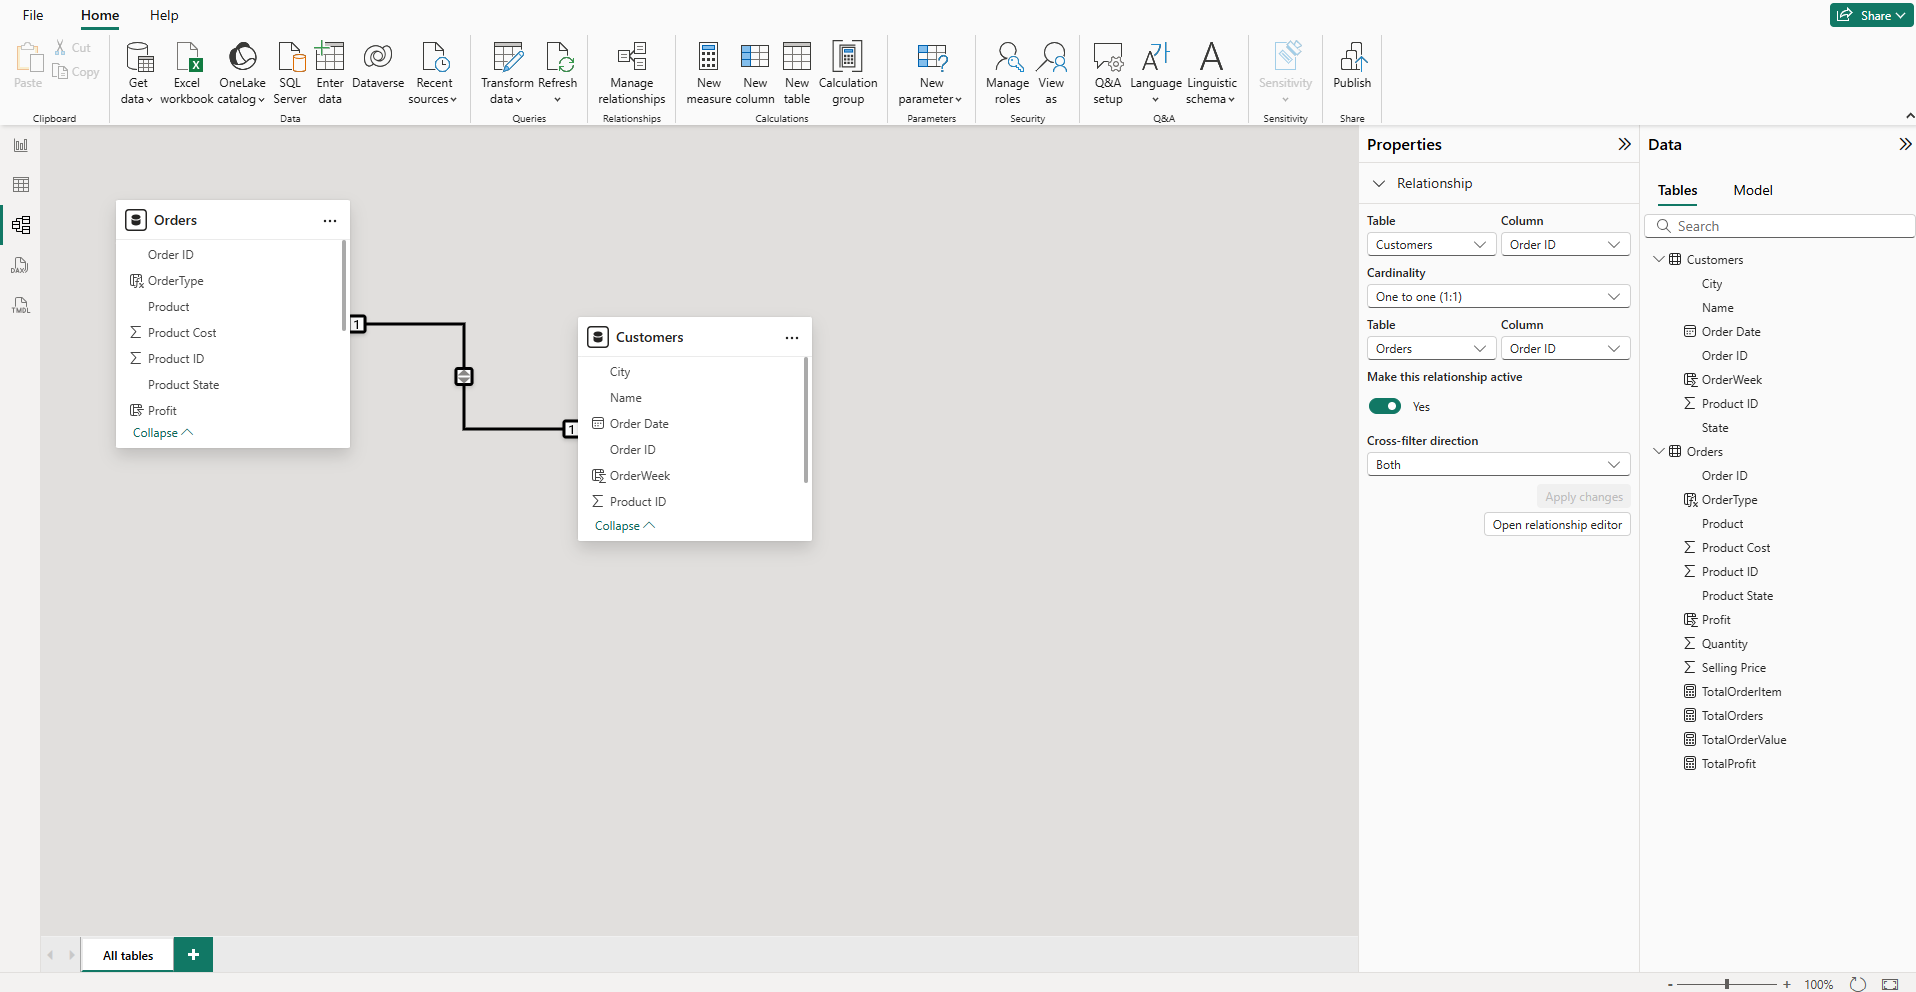 File Home Help
Share
Paste
Cut
Copy
Clipboard
Get data
Excel workbook
OneLake catalog
SQL Server
Enter data
Dataverse
Recent sources
Data
Transform data
Refresh
Queries
Manage relationships
Relationships
New measure
New column
New table
Calculation group
Calculations
New parameter
Parameters
Manage roles
View as
Security
Q&A setup
Language
Linguistic schema
Q&A
Sensitivity
Sensitivity
Publish
Share
DAX
TMDL
Orders
Order ID
OrderType
Product
Product Cost
Product ID
Product State
Profit
Collapse
1
1
Customers
City
Name
Order Date
Order ID
OrderWeek
Product ID
Collapse
Properties
Relationship
Table Column
Customers Order ID
Cardinality
One to one (1:1)
Table Column
Orders Order ID
Make this relationship active
Yes
Cross-filter direction
Both
Apply changes
Open relationship editor
Data
Tables Model
Search
Customers
City
Name
Order Date
Order ID
OrderWeek
Product ID
State
Orders
Order ID
OrderType
Product
Product Cost
Product ID
Product State
Profit
Quantity
Selling Price
TotalOrderItem
TotalOrders
TotalOrderValue
TotalProfit
All tables +
- + 100%